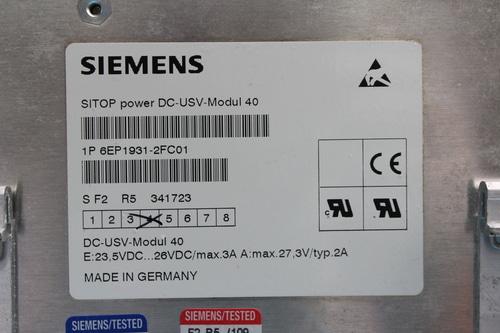 SIEMENS
SITOP power DC-USV-Modul 40
1P 6EP1931-2FC01
S F2 R5 341723
1 2 3 4 5 6 7 8
DC-USV-Modul 40
E:23,5VDC...26VDC/max.3A A:max.27,3V/typ.2A
MADE IN GERMANY
CE
SIEMENS/TESTED
SIEMENS/TESTED